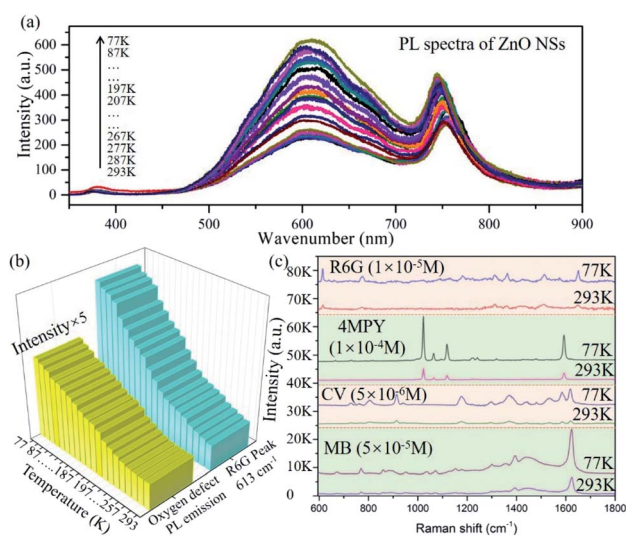 (a)
PL spectra of ZnO NSs
77K
87K
...
...
197K
207K
...
...
267K
277K
287K
293K
Intensity (a.u.)
600
500
400
300
200
100
0
400 500 600 700 800 900
Wavenumber (nm)
(b)
Intensity×5
77
87
.....
187
197
...
257
293
Temperature (K)
Oxygen defect
PL emission
R6G Peak
613 cm⁻¹
(c)
Intensity (a.u.)
80K
70K
60K
50K
40K
30K
20K
10K
0
R6G (1×10⁻⁵M)
77K
293K
4MPY
(1×10⁻⁴M)
77K
293K
CV (5×10⁻⁶M)
77K
293K
MB (5×10⁻⁵M)
77K
293K
600 800 1000 1200 1400 1600 1800
Raman shift (cm⁻¹)